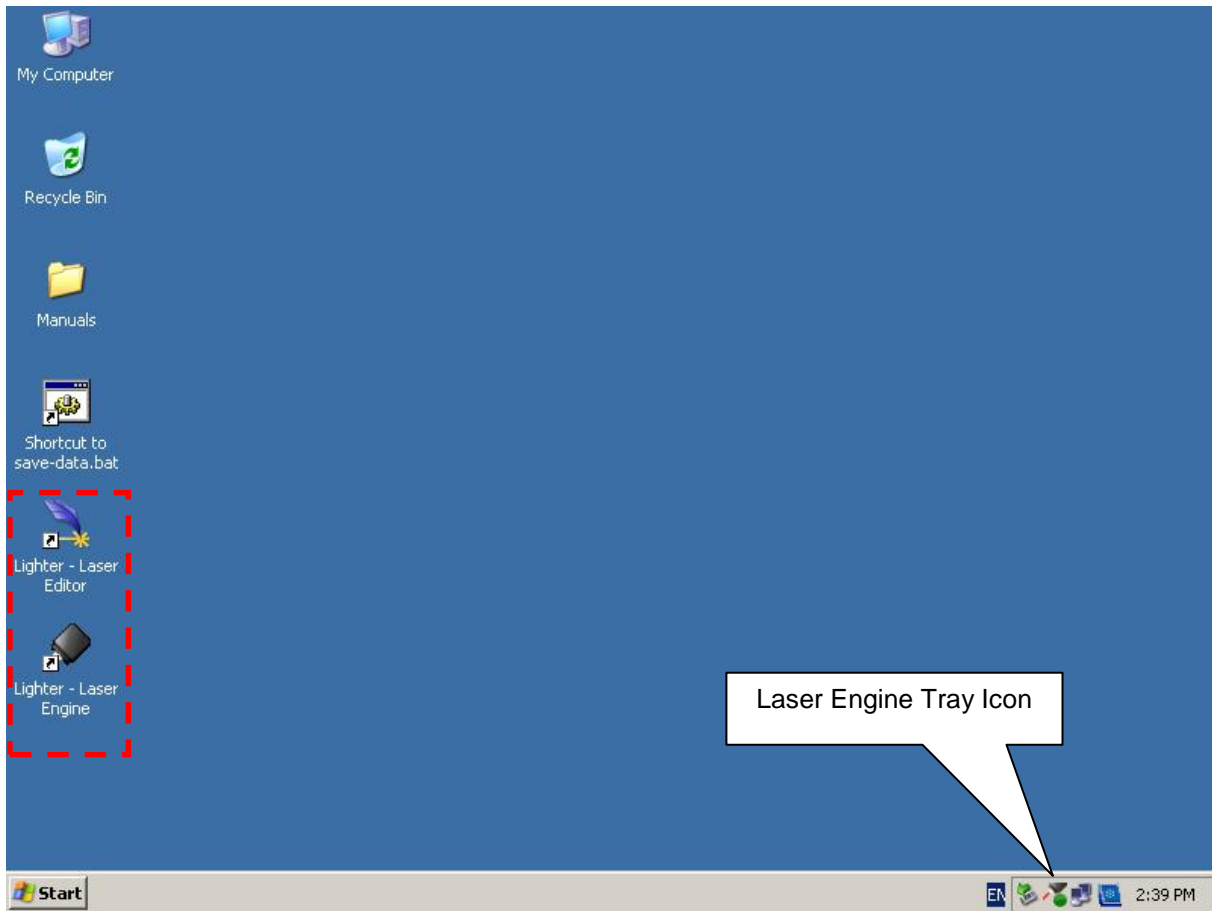 My Computer
Recycle Bin
Manuals
Shortcut to
save-data.bat
Lighter - Laser
Editor
Lighter - Laser
Engine
Laser Engine Tray Icon
Start
EN
2:39 PM